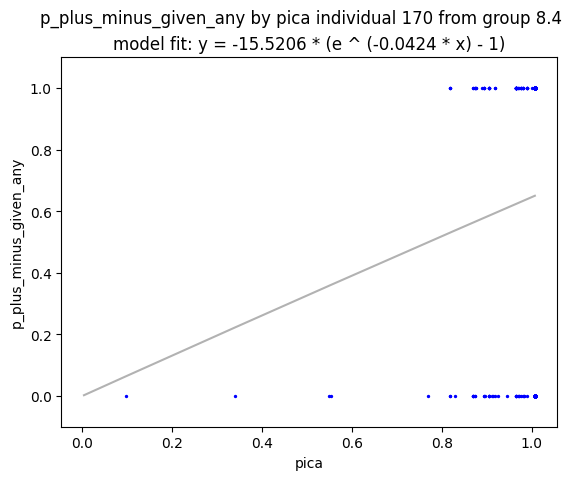 p_plus_minus_given_any by pica individual 170 from group 8.4
model fit: y = -15.5206 * (e ^ (-0.0424 * x) - 1)
p_plus_minus_given_any
1.0
0.8
0.6
0.4
0.2
0.0
0.0 0.2 0.4 0.6 0.8 1.0
pica